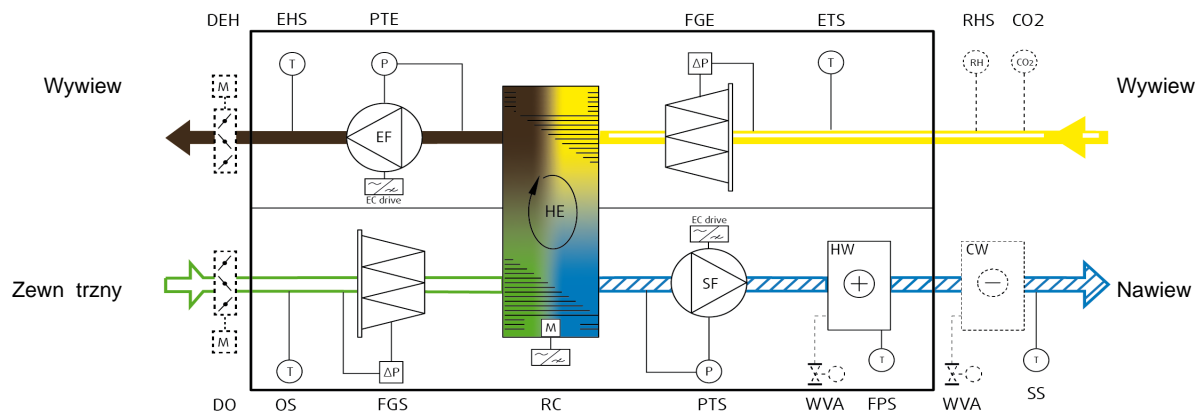 DEH EHS PTE FGE ETS RHS CO2
Wywiew M T P ΔP T RH CO₂ Wywiew
EF
EC drive
HE EC drive
Zewn trzny SF HW CW Nawiew
M
M T ΔP P T T
DO OS FGS RC PTS WVA FPS WVA SS